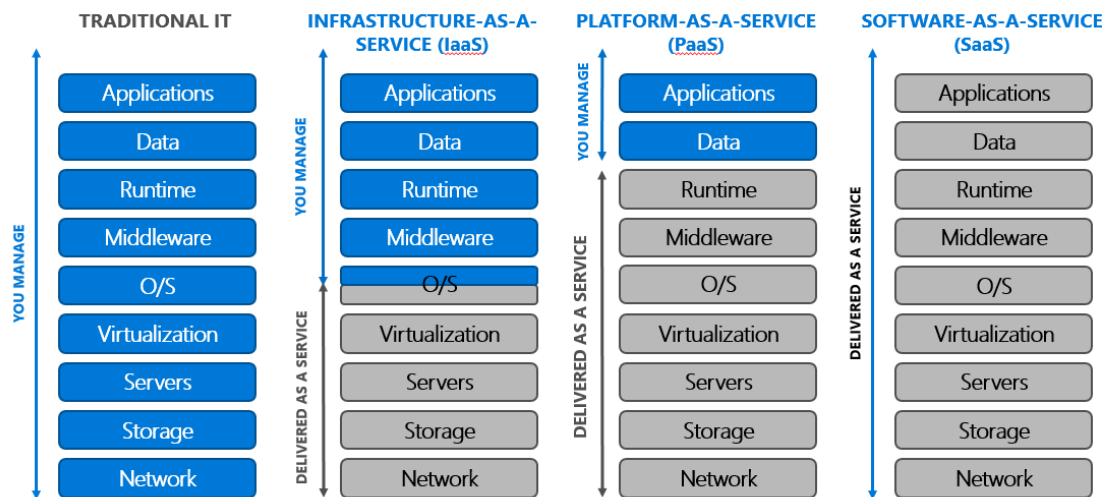 TRADITIONAL IT
YOU MANAGE
Applications
Data
Runtime
Middleware
O/S
Virtualization
Servers
Storage
Network
INFRASTRUCTURE-AS-A-
SERVICE (IaaS)
YOU MANAGE
DELIVERED AS A SERVICE
Applications
Data
Runtime
Middleware
O/S
Virtualization
Servers
Storage
Network
PLATFORM-AS-A-SERVICE
(PaaS)
YOU MANAGE
DELIVERED AS A SERVICE
Applications
Data
Runtime
Middleware
O/S
Virtualization
Servers
Storage
Network
SOFTWARE-AS-A-SERVICE
(SaaS)
DELIVERED AS A SERVICE
Applications
Data
Runtime
Middleware
O/S
Virtualization
Servers
Storage
Network